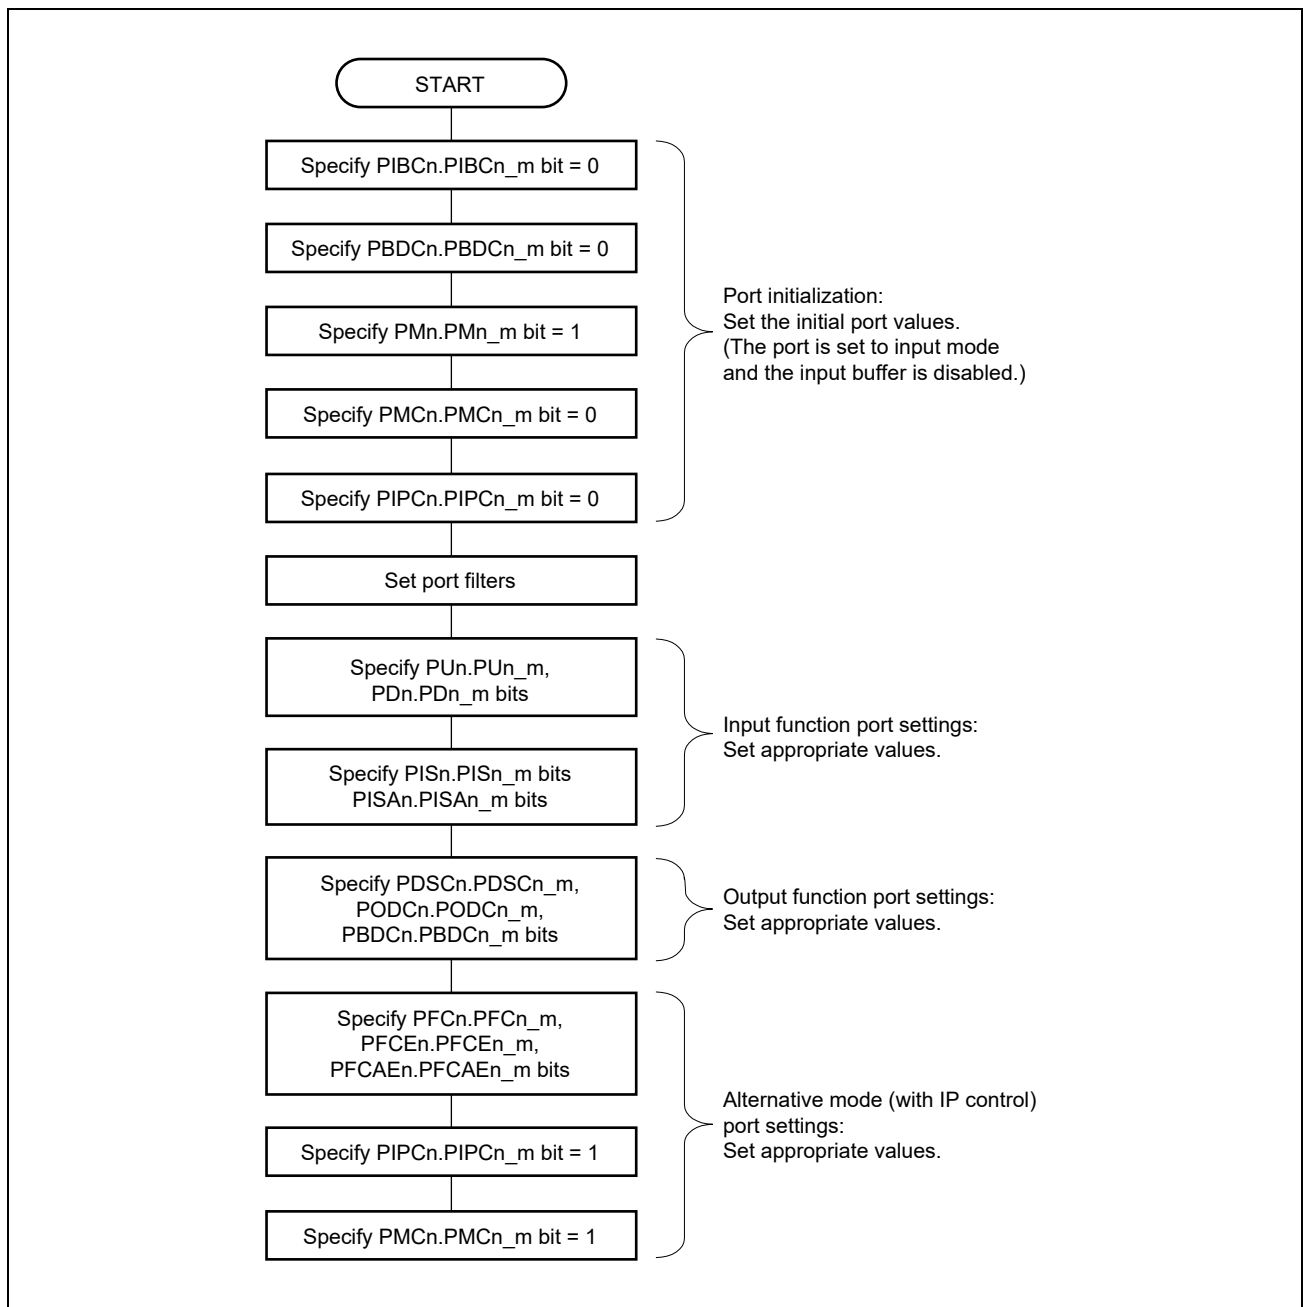 START
Specify PIBCn.PIBCn_m bit = 0
Specify PBDCn.PBDCn_m bit = 0
Specify PMn.PMn_m bit = 1
Specify PMCn.PMCn_m bit = 0
Specify PIPCn.PIPCn_m bit = 0
Port initialization:
Set the initial port values.
(The port is set to input mode
and the input buffer is disabled.)
Set port filters
Specify PUn.PUn_m,
PDn.PDn_m bits
Specify PISn.PISn_m bits
PISAn.PISAn_m bits
Input function port settings:
Set appropriate values.
Specify PDSCn.PDSCn_m,
PODCn.PODCn_m,
PBDCn.PBDCn_m bits
Output function port settings:
Set appropriate values.
Specify PFCn.PFCn_m,
PFCEn.PFCEn_m,
PFCAEn.PFCAEn_m bits
Specify PIPCn.PIPCn_m bit = 1
Specify PMCn.PMCn_m bit = 1
Alternative mode (with IP control)
port settings:
Set appropriate values.